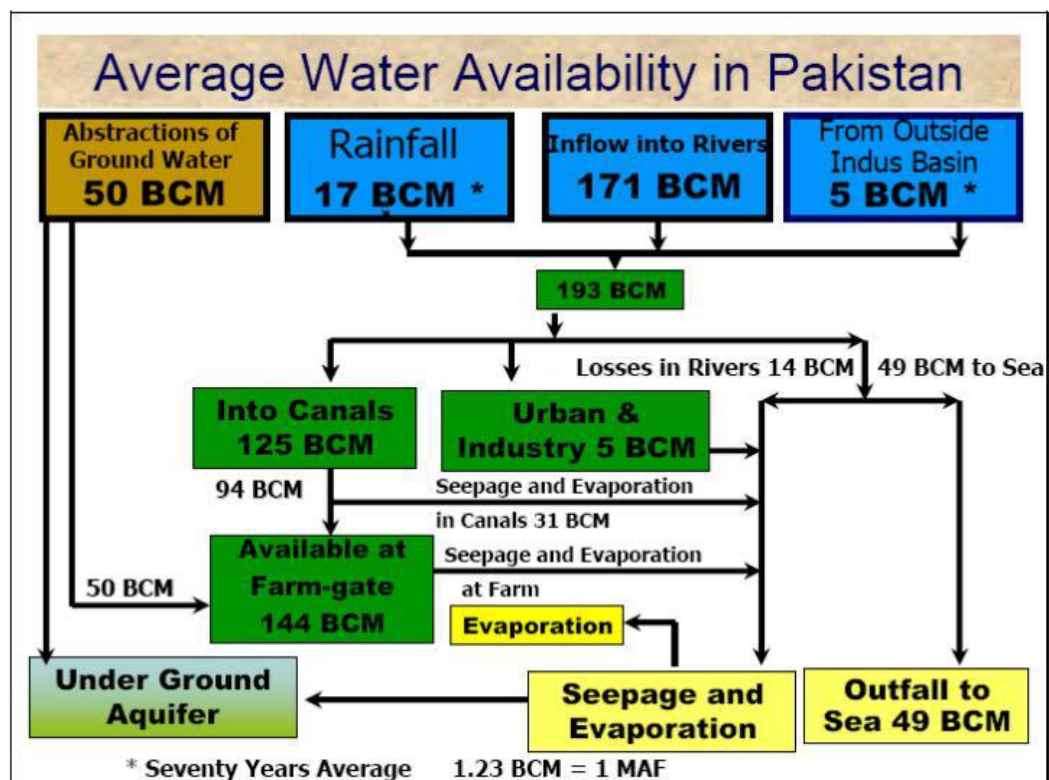 Average Water Availability in Pakistan
Abstractions of
Ground Water
50 BCM
Rainfall
17 BCM *
Inflow into Rivers
171 BCM
From Outside
Indus Basin
5 BCM *
193 BCM
Losses in Rivers 14 BCM
49 BCM to Sea
Into Canals
125 BCM
Urban &
Industry 5 BCM
94 BCM
Seepage and Evaporation
in Canals 31 BCM
Available at
Farm-gate
144 BCM
Seepage and Evaporation
at Farm
50 BCM
Evaporation
Under Ground
Aquifer
Seepage and
Evaporation
Outfall to
Sea 49 BCM
* Seventy Years Average 1.23 BCM = 1 MAF